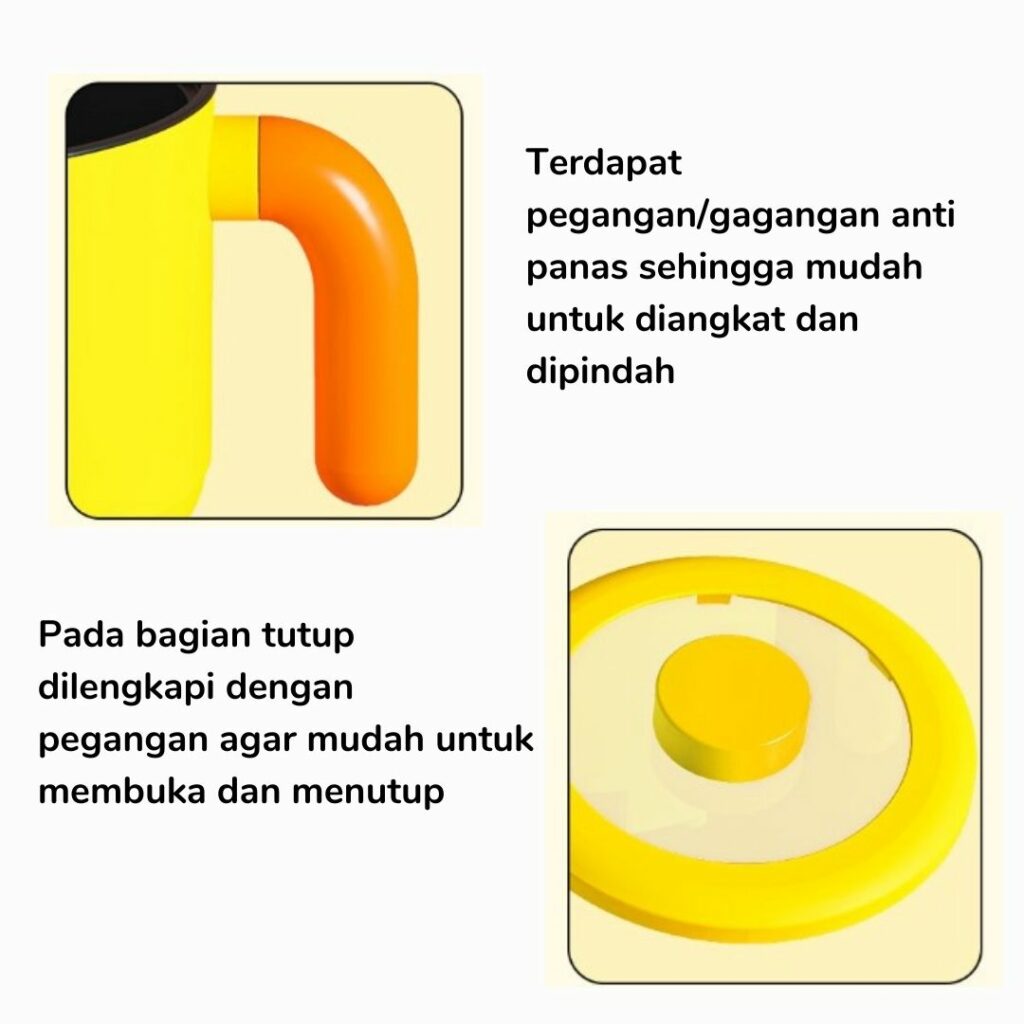 Terdapat
pegangan/gagangan anti
panas sehingga mudah
untuk diangkat dan
dipindah
Pada bagian tutup
dilengkapi dengan
pegangan agar mudah untuk
membuka dan menutup